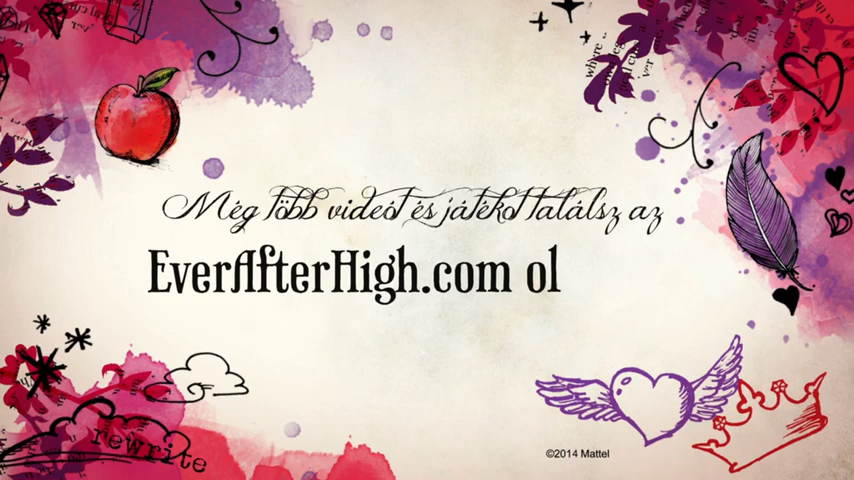 Még több videót és játékot találsz az
EverAfterHigh.com ol
rewrite
©2014 Mattel